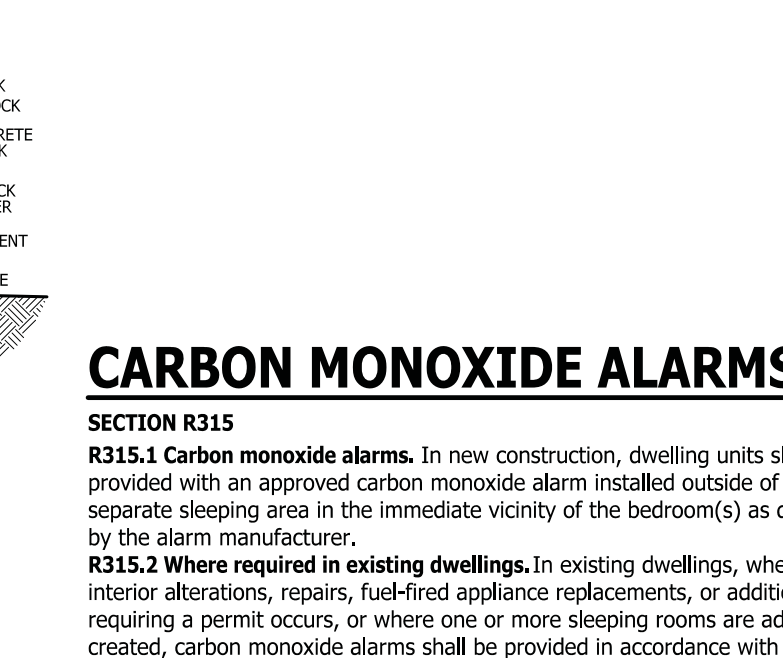 CARBON MONOXIDE ALARMS
SECTION R315
R315.1 Carbon monoxide alarms. In new construction, dwelling units
provided with an approved carbon monoxide alarm installed outside of
separate sleeping area in the immediate vicinity of the bedroom(s) as
by the alarm manufacturer.
R315.2 Where required in existing dwellings. In existing dwellings,
interior alterations, repairs, fuel-fired appliance replacements, or
requiring a permit occurs, or where one or more sleeping rooms are
created, carbon monoxide alarms shall be provided in accordance with